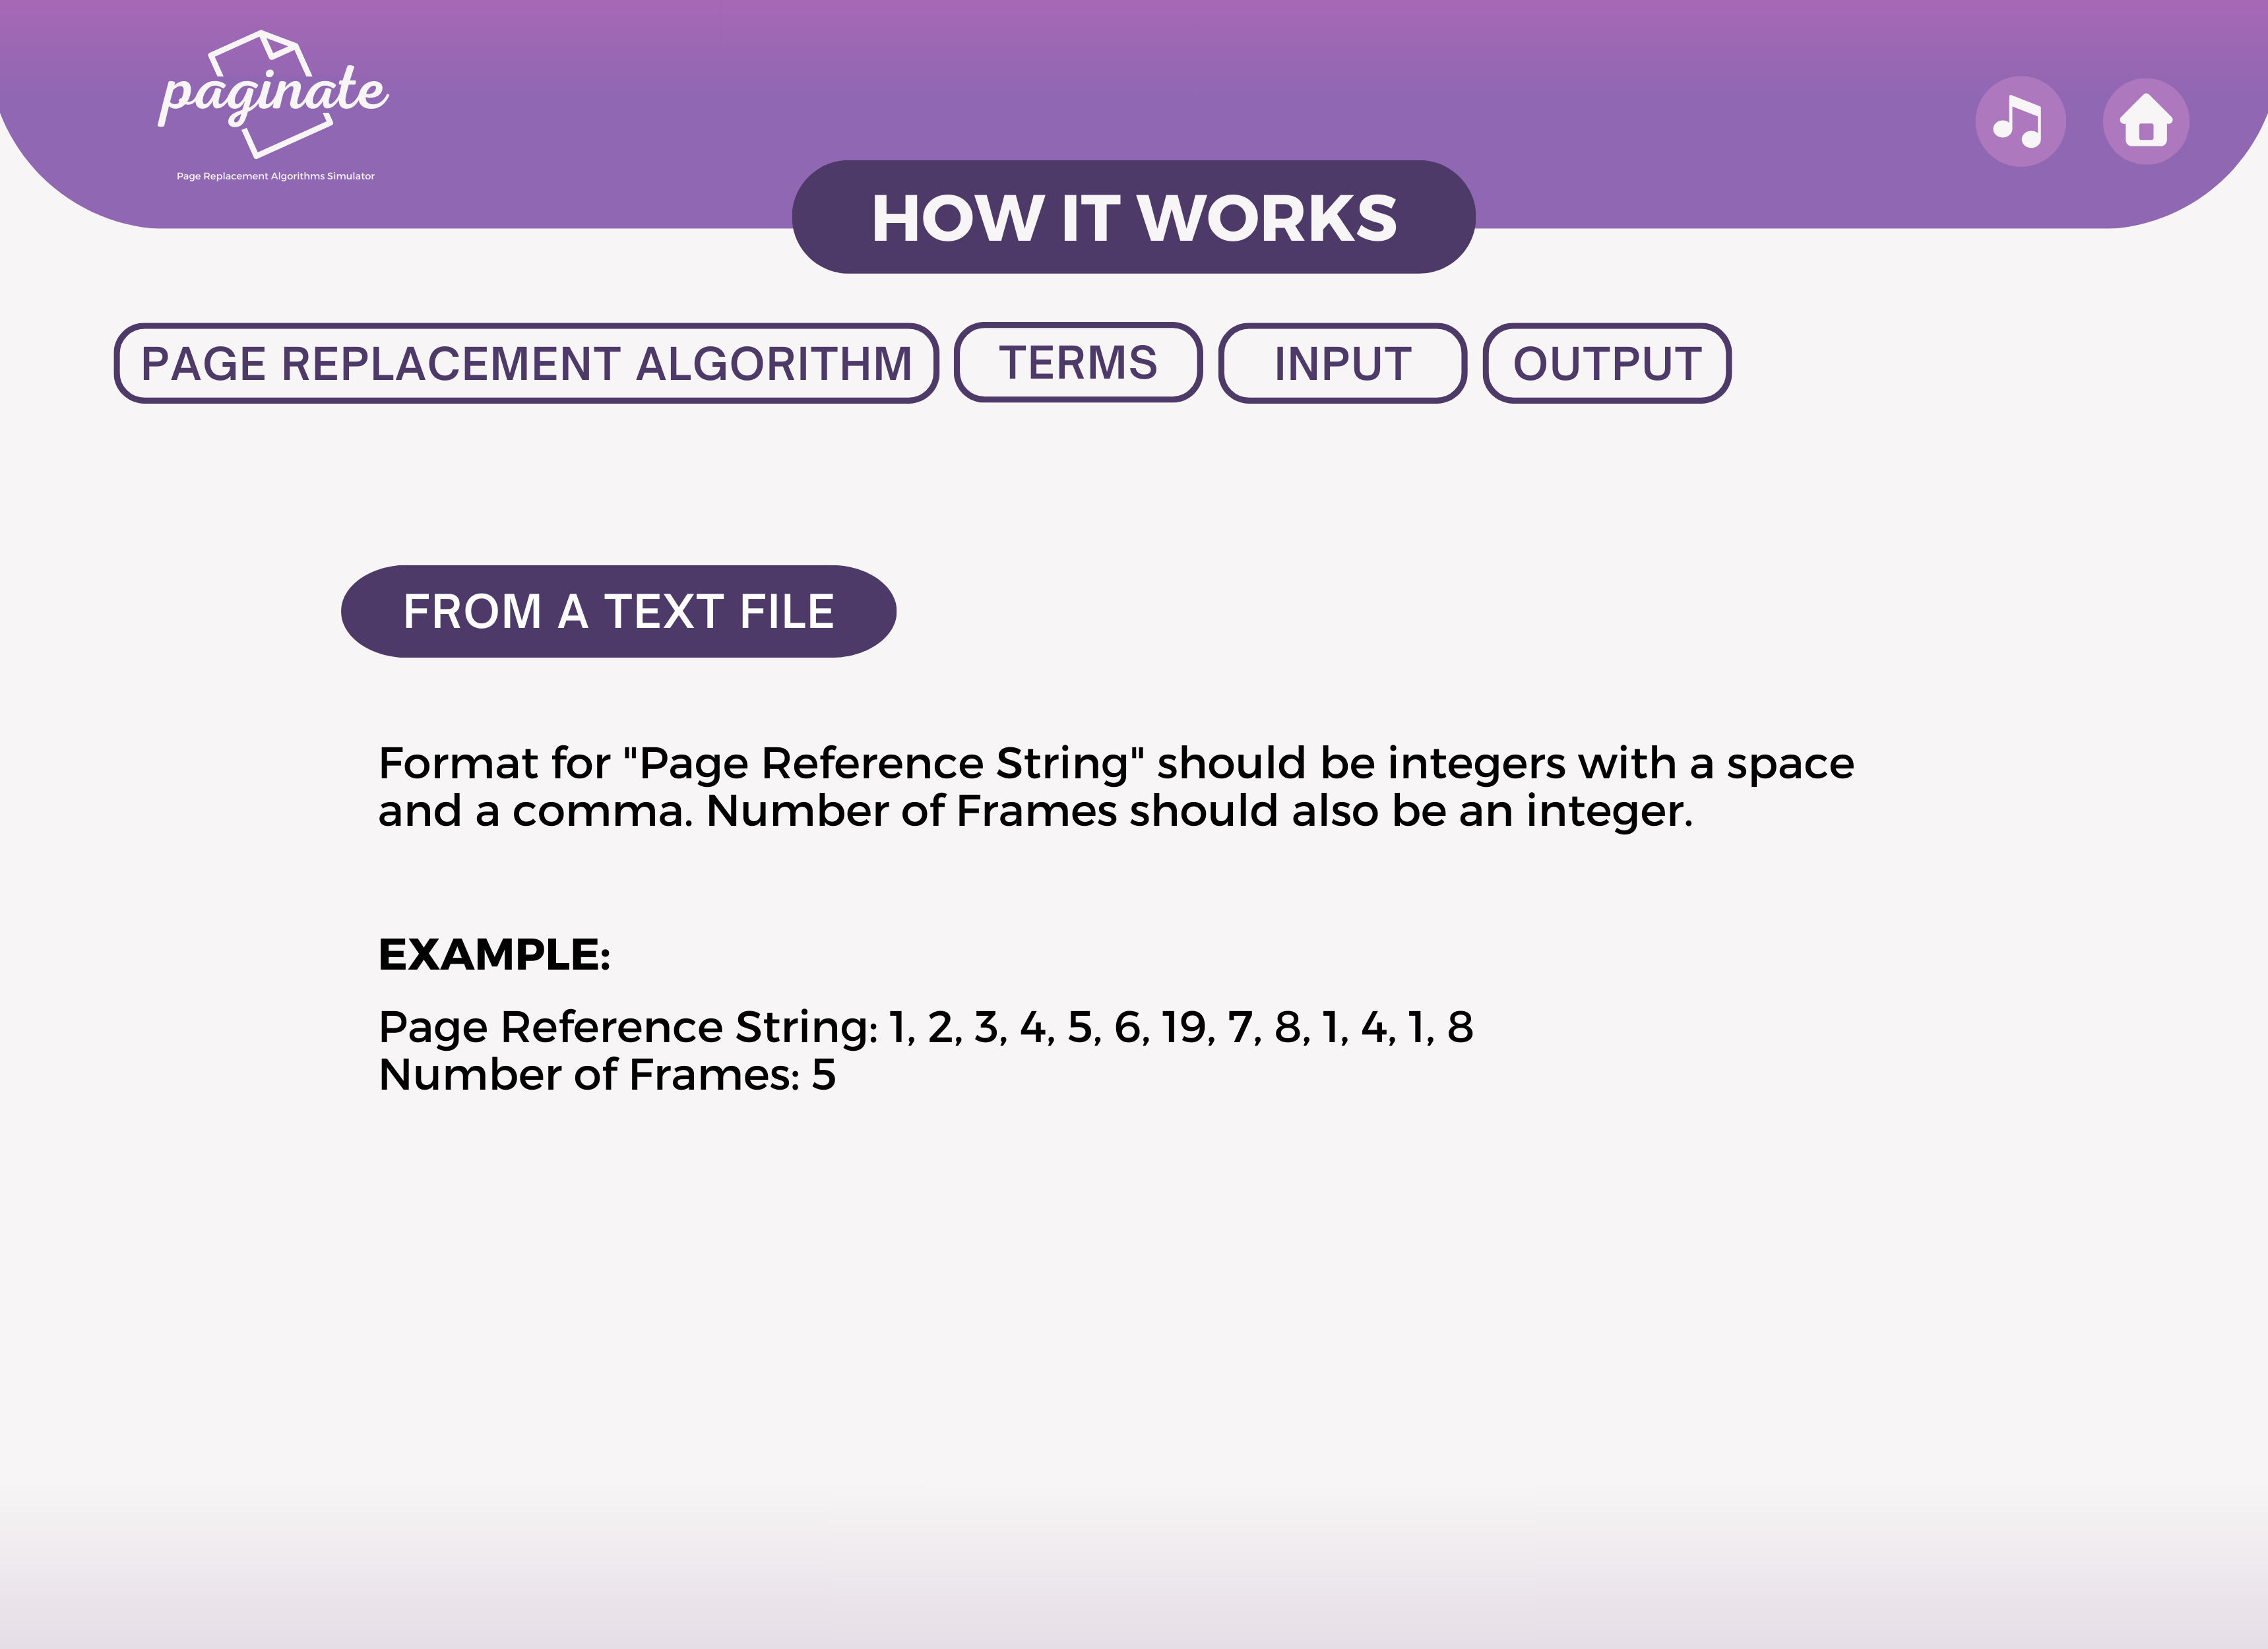 paginate
Page Replacement Algorithms Simulator
HOW IT WORKS
PAGE REPLACEMENT ALGORITHM
TERMS
INPUT
OUTPUT
FROM A TEXT FILE
Format for "Page Reference String" should be integers with a space
and a comma. Number of Frames should also be an integer.
EXAMPLE:
Page Reference String: 1, 2, 3, 4, 5, 6, 19, 7, 8, 1, 4, 1, 8
Number of Frames: 5